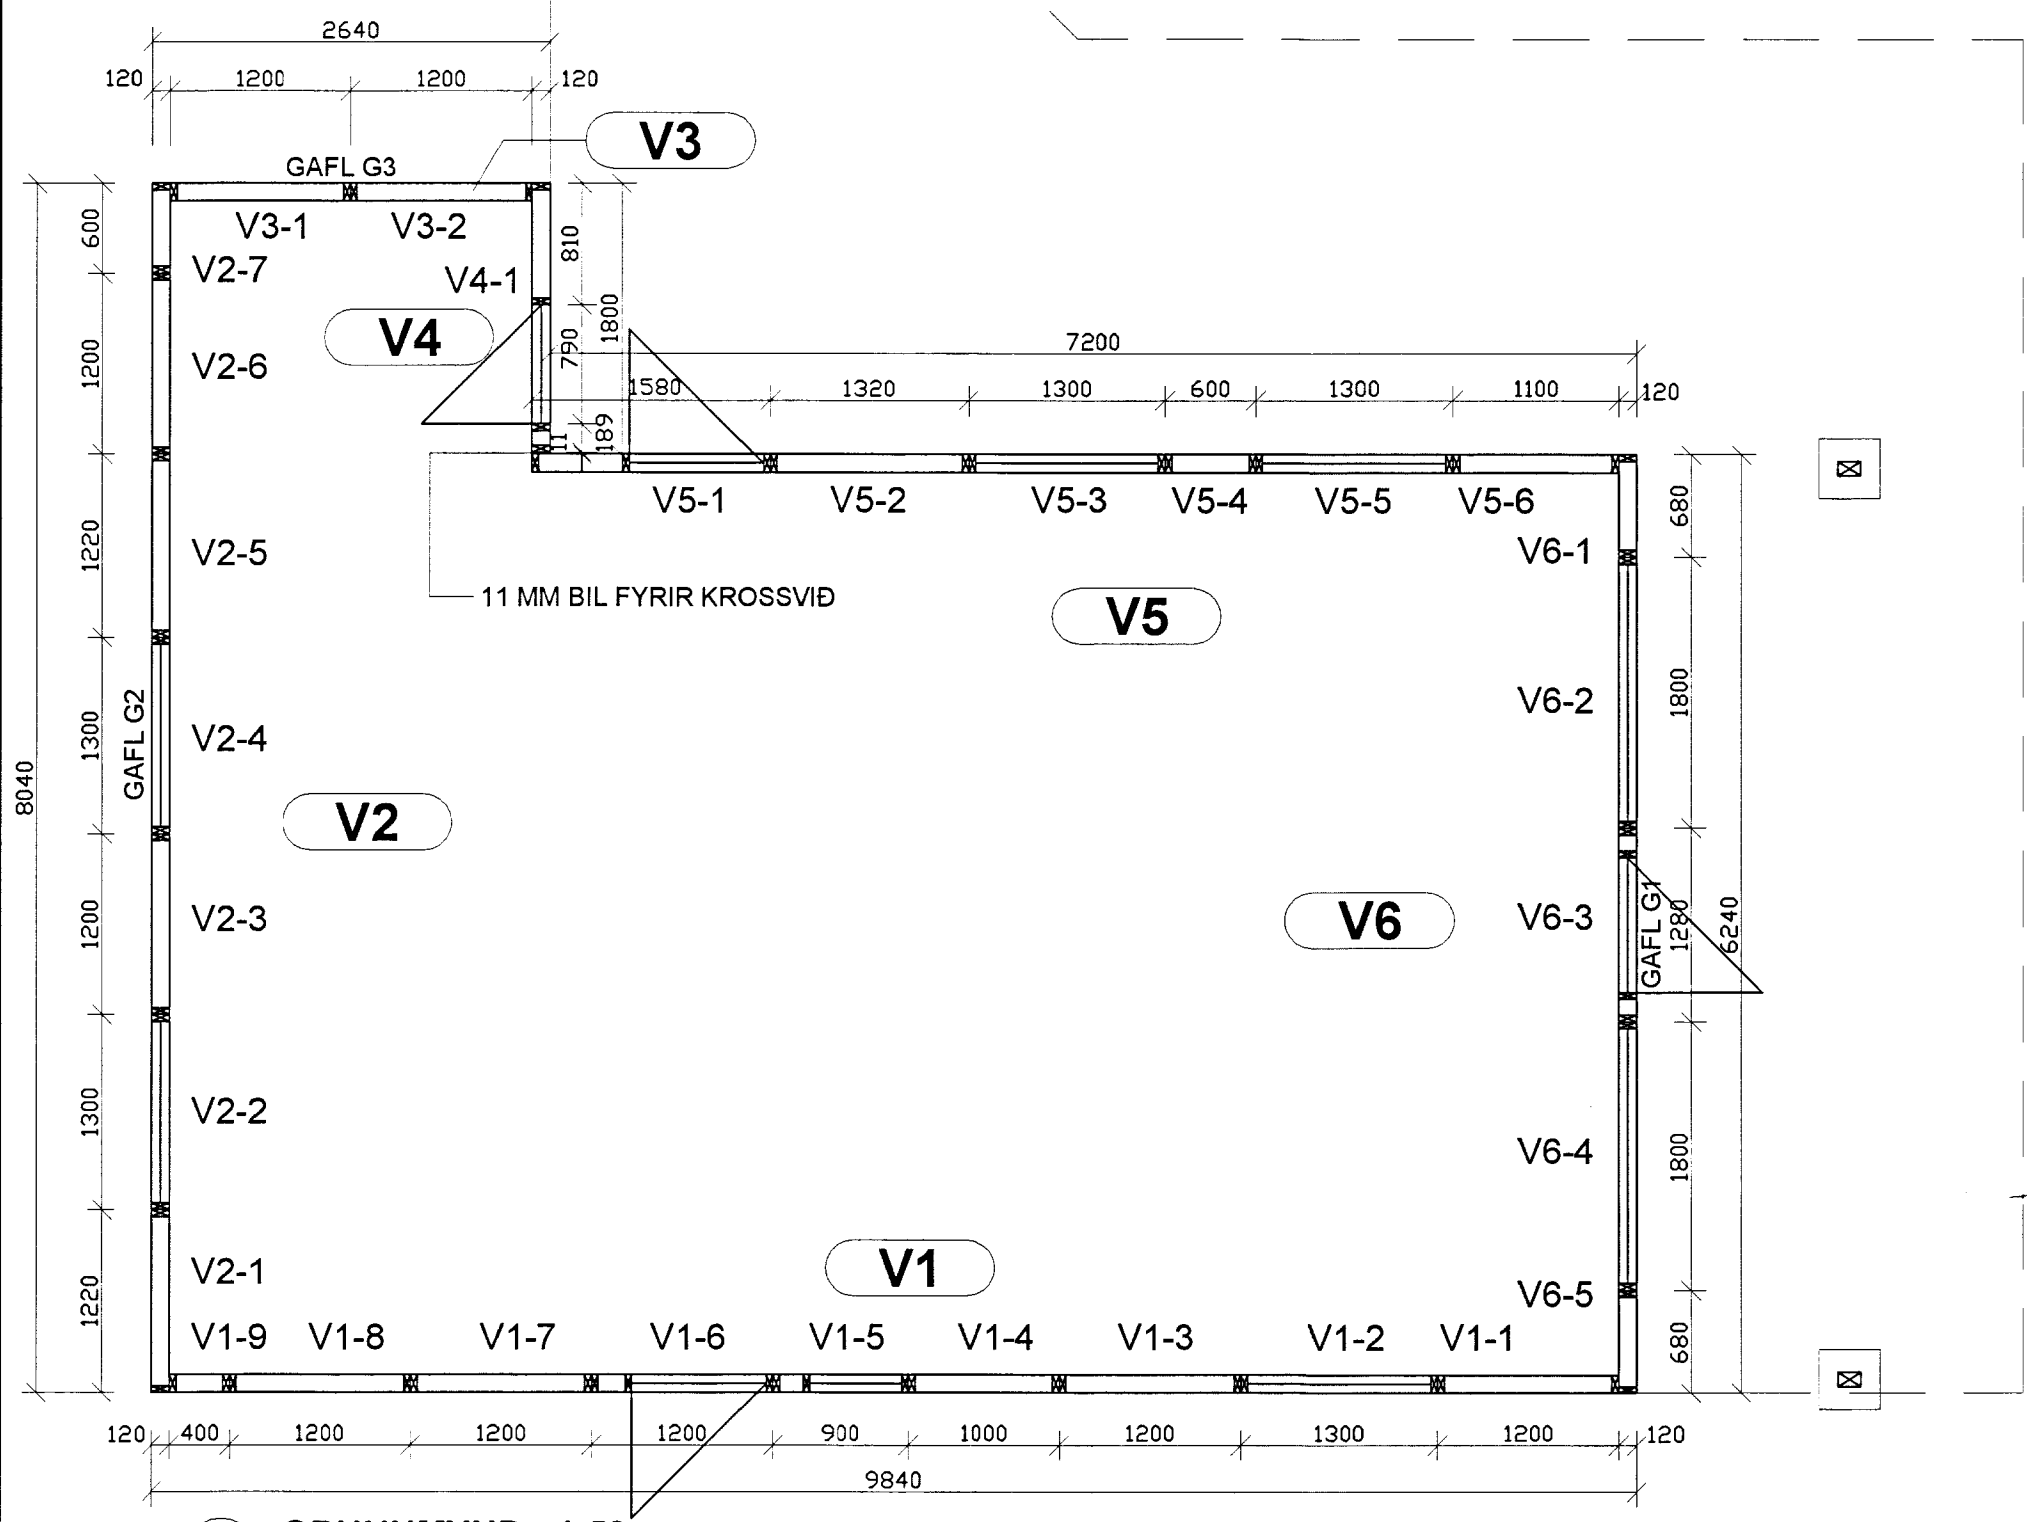 2640
120 1200 1200 120
V3
GAFL G3
V3-1 V3-2
600
V2-7
V4-1
810
V4
1800
790
1200
V2-6
7200
1580 1320 1300 600 1300 1100 120
11
189
V5-1 V5-2 V5-3 V5-4 V5-5 V5-6
680
1220
V2-5
V6-1
11 MM BIL FYRIR KROSSVIÐ
V5
V6-2
1800
GAFL G2
1300
V2-4
8040
V2
1200
V2-3
V6
V6-3
GAFL G1
1280
6240
1300
V2-2
V6-4
1800
V2-1
V1
V6-5
1220
680
V1-9 V1-8 V1-7 V1-6 V1-5 V1-4 V1-3 V1-2 V1-1
120 400 1200 1200 1200 900 1000 1200 1300 1200 120
9840